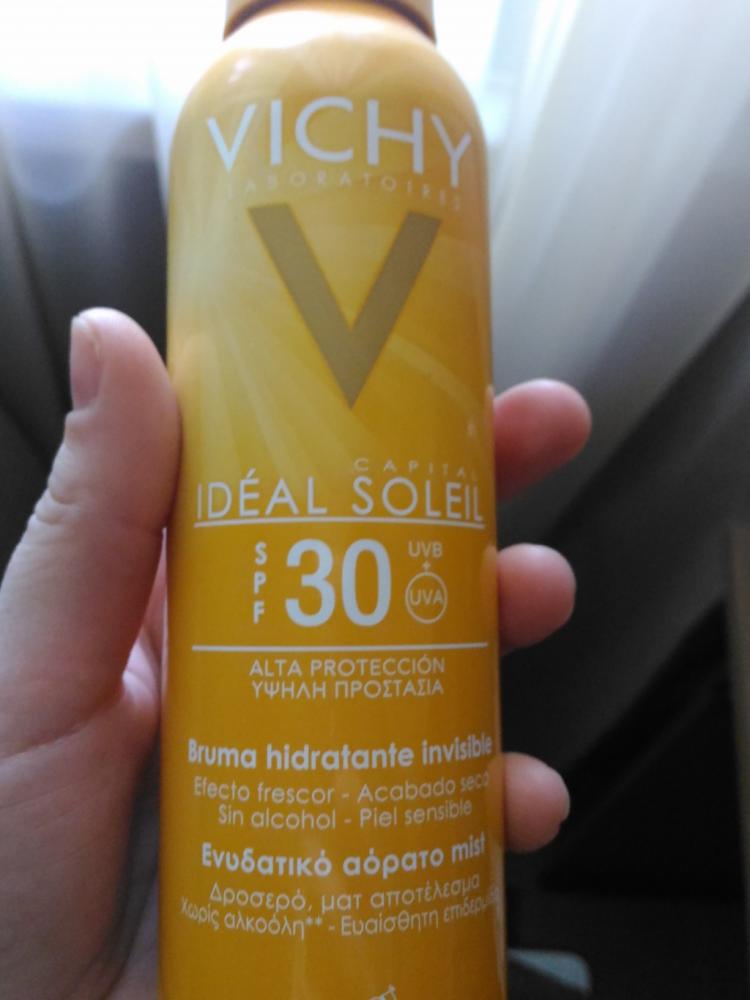 VICHY
LABORATOIRES
V
CAPITAL
IDÉAL SOLEIL
SPF 30 UVB + UVA
ALTA PROTECCIÓN
ΥΨΗΛΗ ΠΡΟΣΤΑΣΙΑ
Bruma hidratante invisible
Efecto frescor - Acabado seco
Sin alcohol - Piel sensible
Ενυδατικό αόρατο mist
Δροσερό, ματ αποτέλεσμα
Χωρίς αλκοόλη** - Ευαίσθητη επιδερμίδα